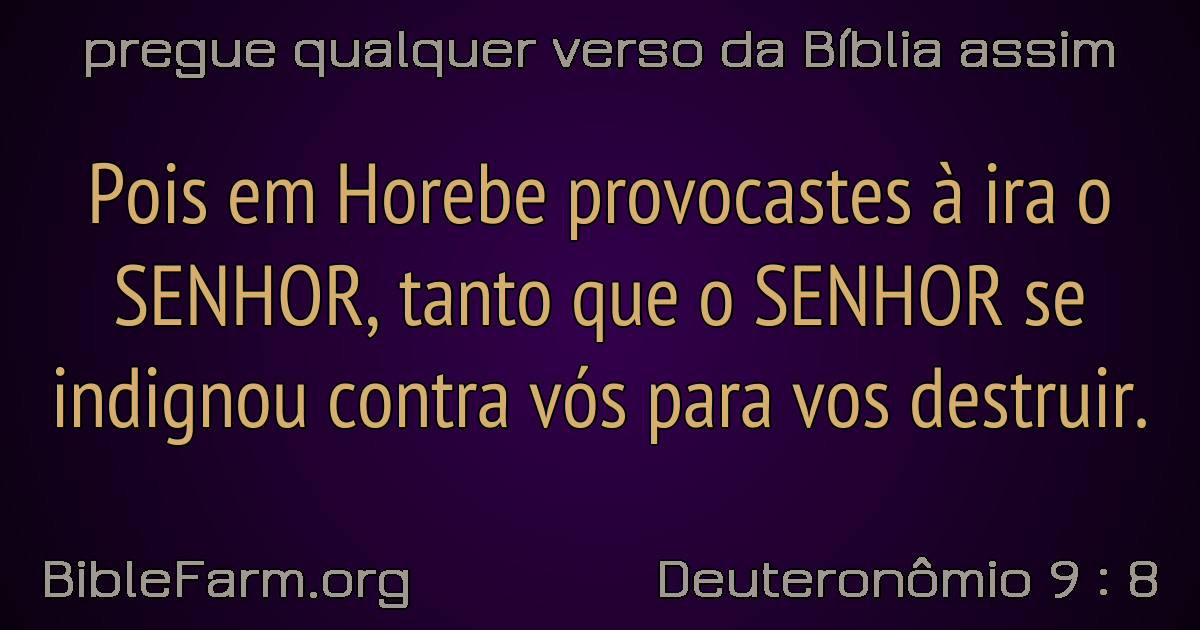 pregue qualquer verso da Bíblia assim
Pois em Horebe provocastes à ira o
SENHOR, tanto que o SENHOR se
indignou contra vós para vos destruir.
BibleFarm.org
Deuteronômio 9 : 8